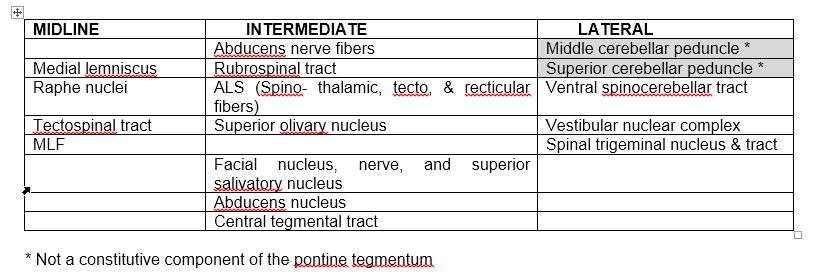 MIDLINE INTERMEDIATE LATERAL
Abducens nerve fibers Middle cerebellar peduncle *
Medial lemniscus Rubrospinal tract Superior cerebellar peduncle *
Raphe nuclei ALS (Spino- thalamic, tecto, & recticular Ventral spinocerebellar tract
fibers)
Tectospinal tract Superior olivary nucleus Vestibular nuclear complex
MLF Spinal trigeminal nucleus & tract
Facial nucleus, nerve, and superior
salivatory nucleus
Abducens nucleus
Central tegmental tract
* Not a constitutive component of the pontine tegmentum